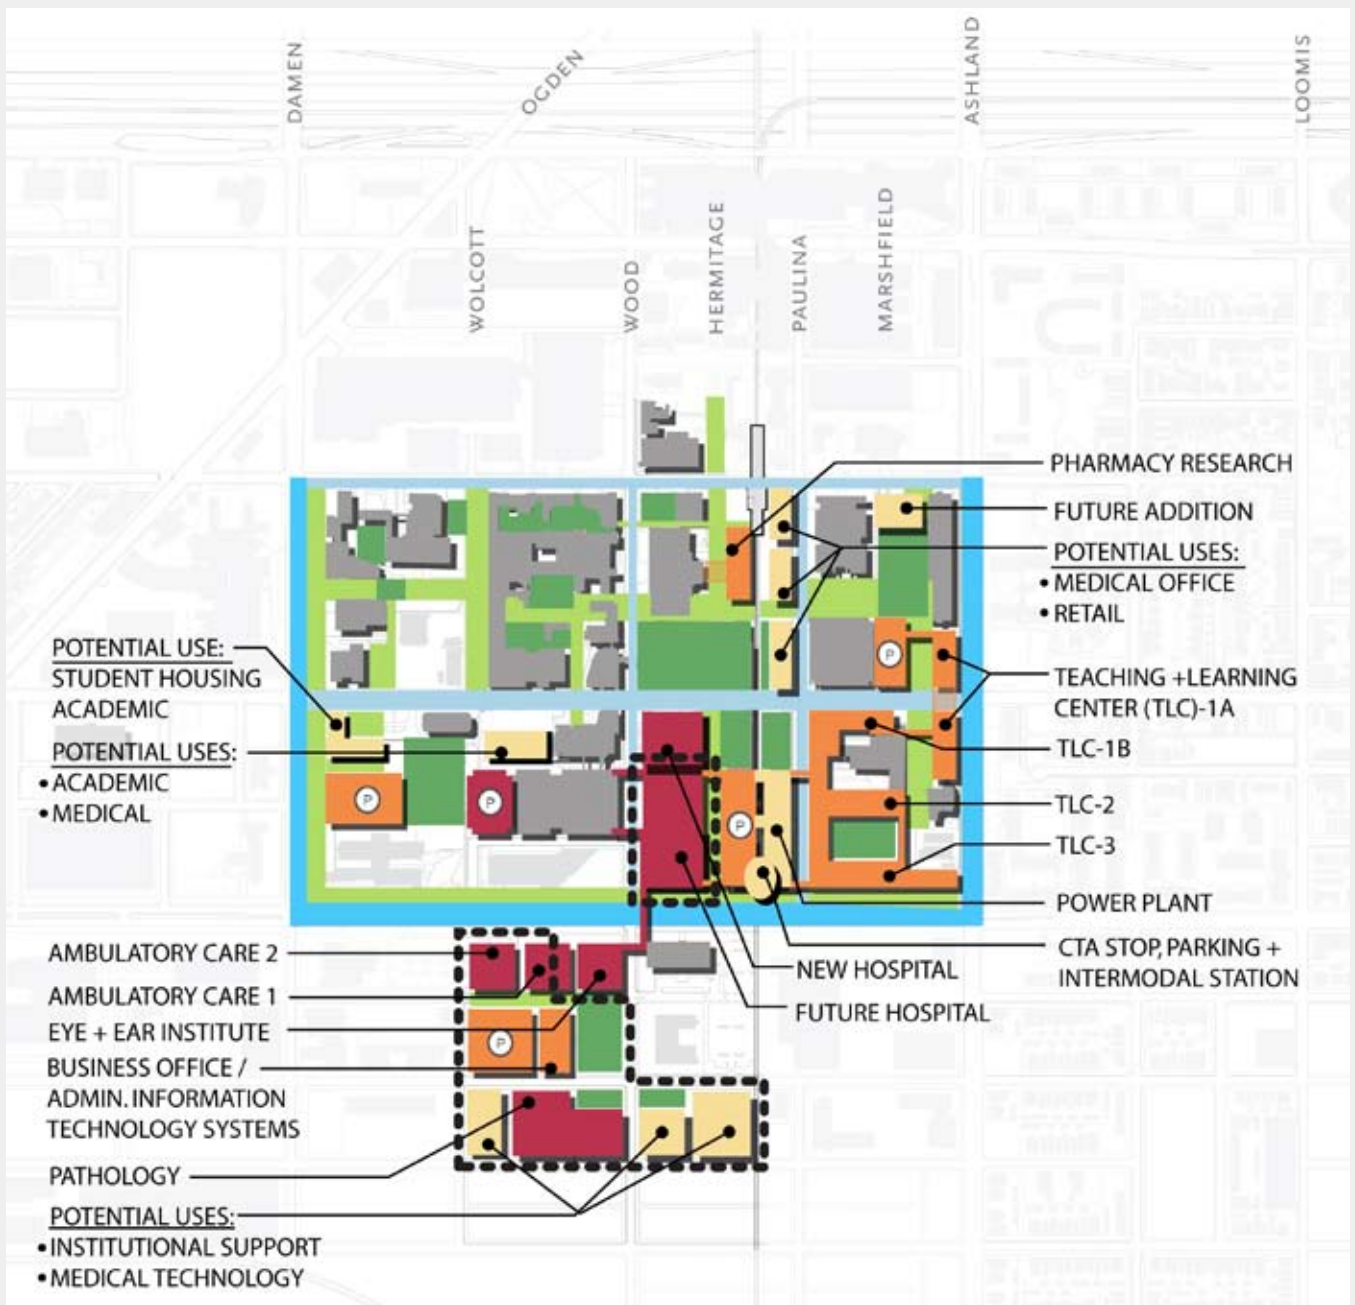 DAMEN
OGDEN
ASHLAND
LOOMIS
WOLCOTT
WOOD
HERMITAGE
PAULINA
MARSHFIELD
PHARMACY RESEARCH
FUTURE ADDITION
POTENTIAL USES:
• MEDICAL OFFICE
• RETAIL
TEACHING +LEARNING
CENTER (TLC)-1A
TLC-1B
TLC-2
TLC-3
POWER PLANT
CTA STOP, PARKING +
INTERMODAL STATION
NEW HOSPITAL
FUTURE HOSPITAL
POTENTIAL USE:
STUDENT HOUSING
ACADEMIC
POTENTIAL USES:
• ACADEMIC
• MEDICAL
P
P
P
P
P
AMBULATORY CARE 2
AMBULATORY CARE 1
EYE + EAR INSTITUTE
BUSINESS OFFICE /
ADMIN. INFORMATION
TECHNOLOGY SYSTEMS
PATHOLOGY
POTENTIAL USES:
• INSTITUTIONAL SUPPORT
• MEDICAL TECHNOLOGY